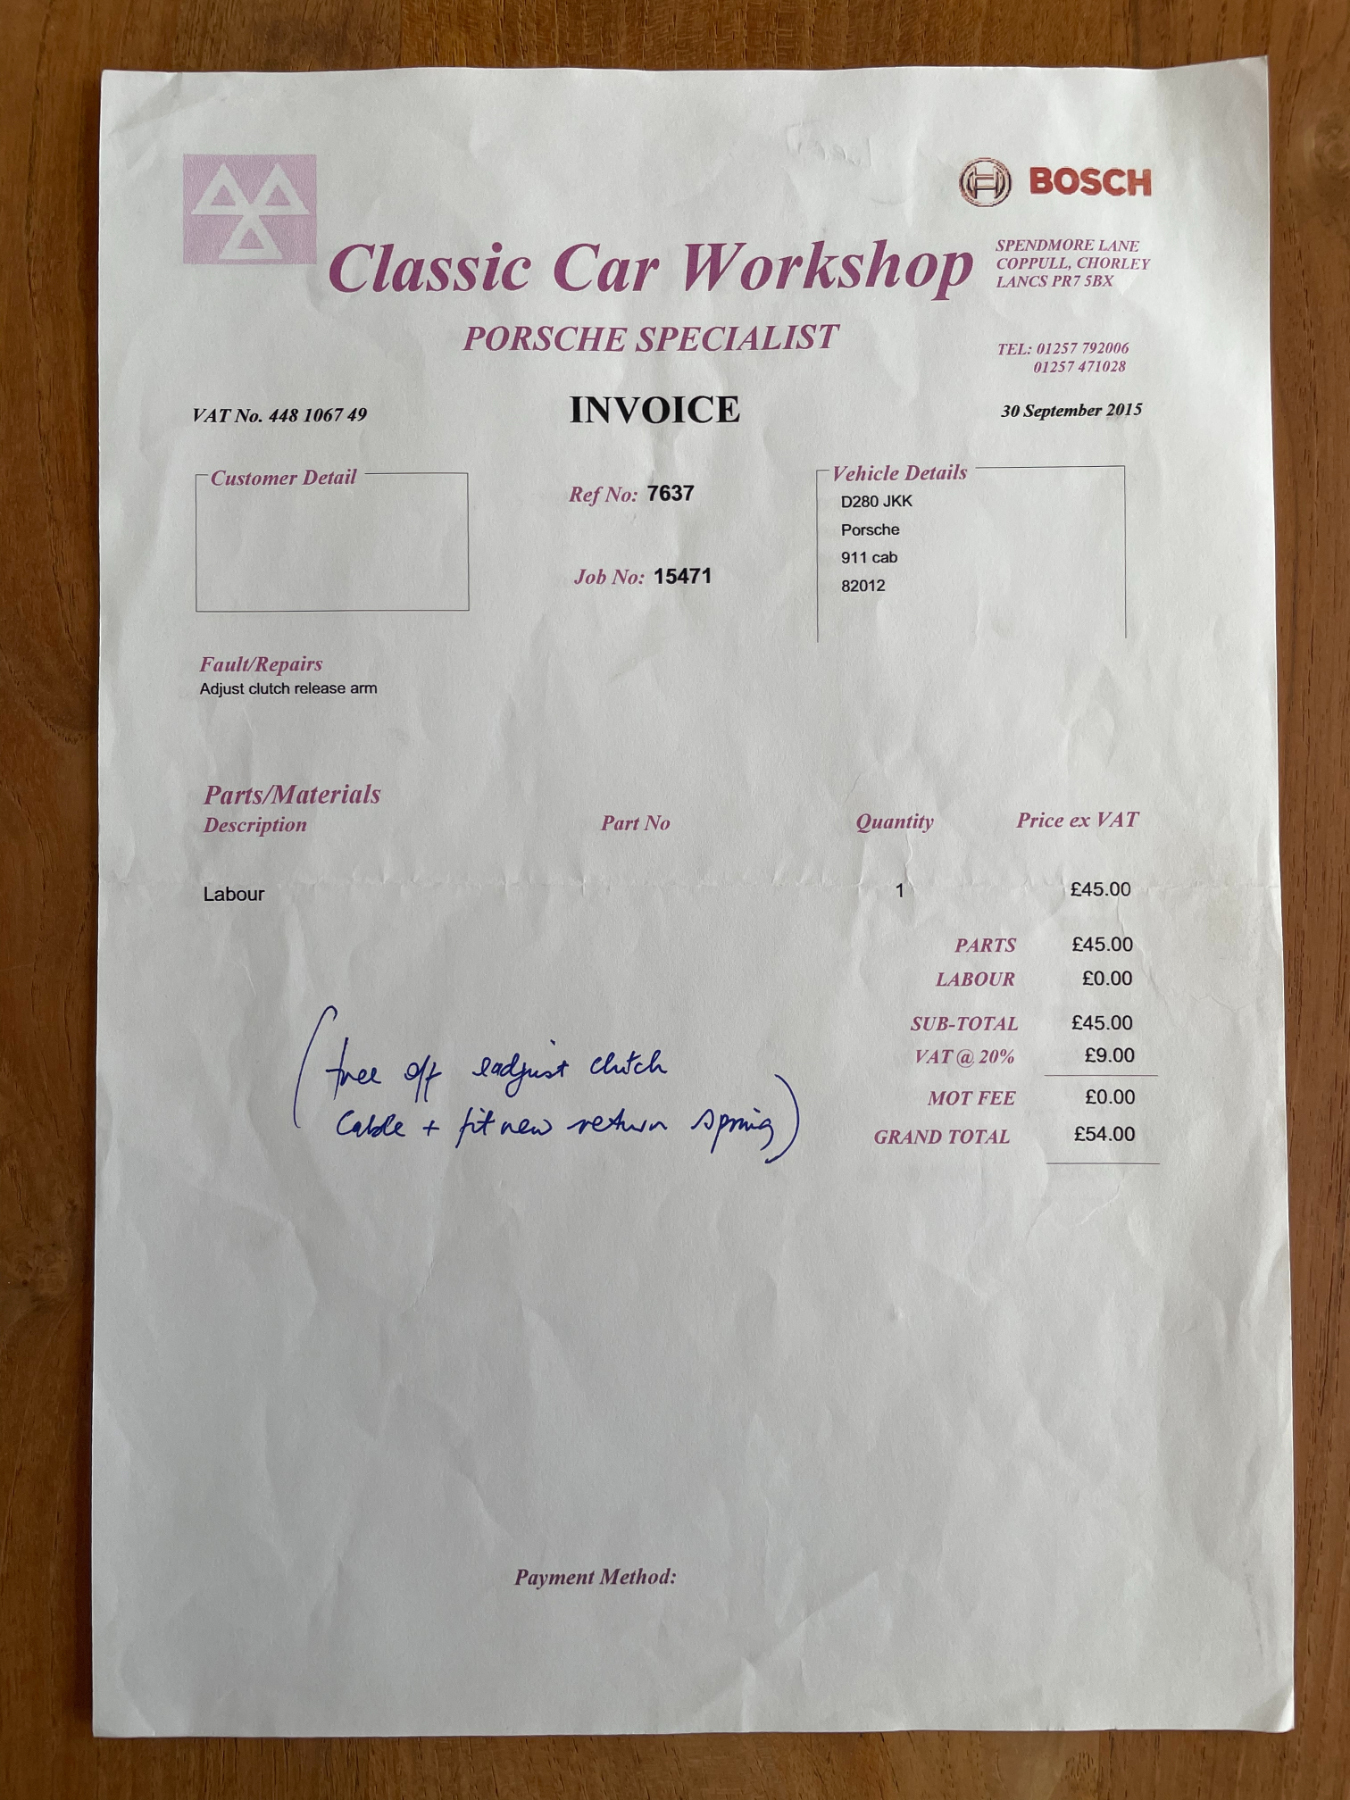 BOSCH
Classic Car Workshop
SPENDMORE LANE
COPPULL, CHORLEY
LANCS PR7 5BX
PORSCHE SPECIALIST
TEL: 01257 792006
01257 471028
VAT No. 448 1067 49
INVOICE
30 September 2015
Customer Detail
Ref No: 7637
Job No: 15471
Vehicle Details
D280 JKK
Porsche
911 cab
82012
Fault/Repairs
Adjust clutch release arm
Parts/Materials
Description Part No Quantity Price ex VAT
Labour 1 £45.00
PARTS £45.00
LABOUR £0.00
SUB-TOTAL £45.00
VAT @ 20% £9.00
MOT FEE £0.00
GRAND TOTAL £54.00
(free off eadjust clutch
cable + fit new return spring)
Payment Method: